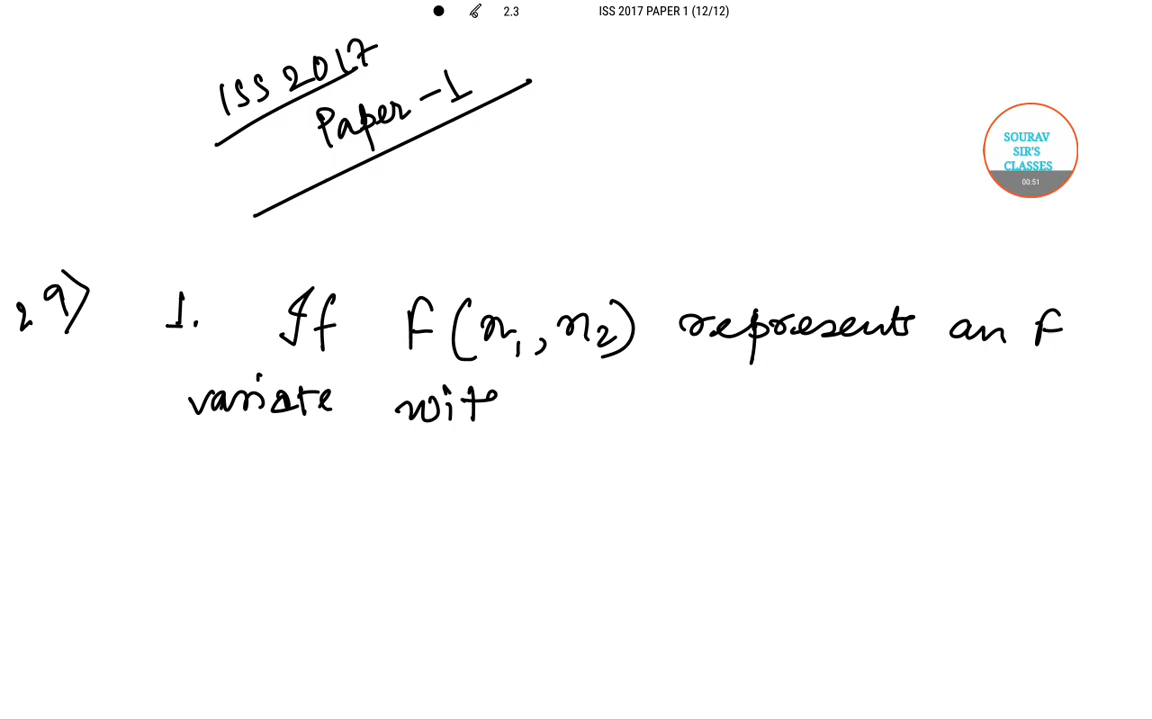 2.3
ISS 2017 PAPER 1 (12/12)
ISS 2017
Paper-1
SOURAV
SIR'S
CLASSES
00:51
29) 1. If F(n1, n2) represents an F
variate wit